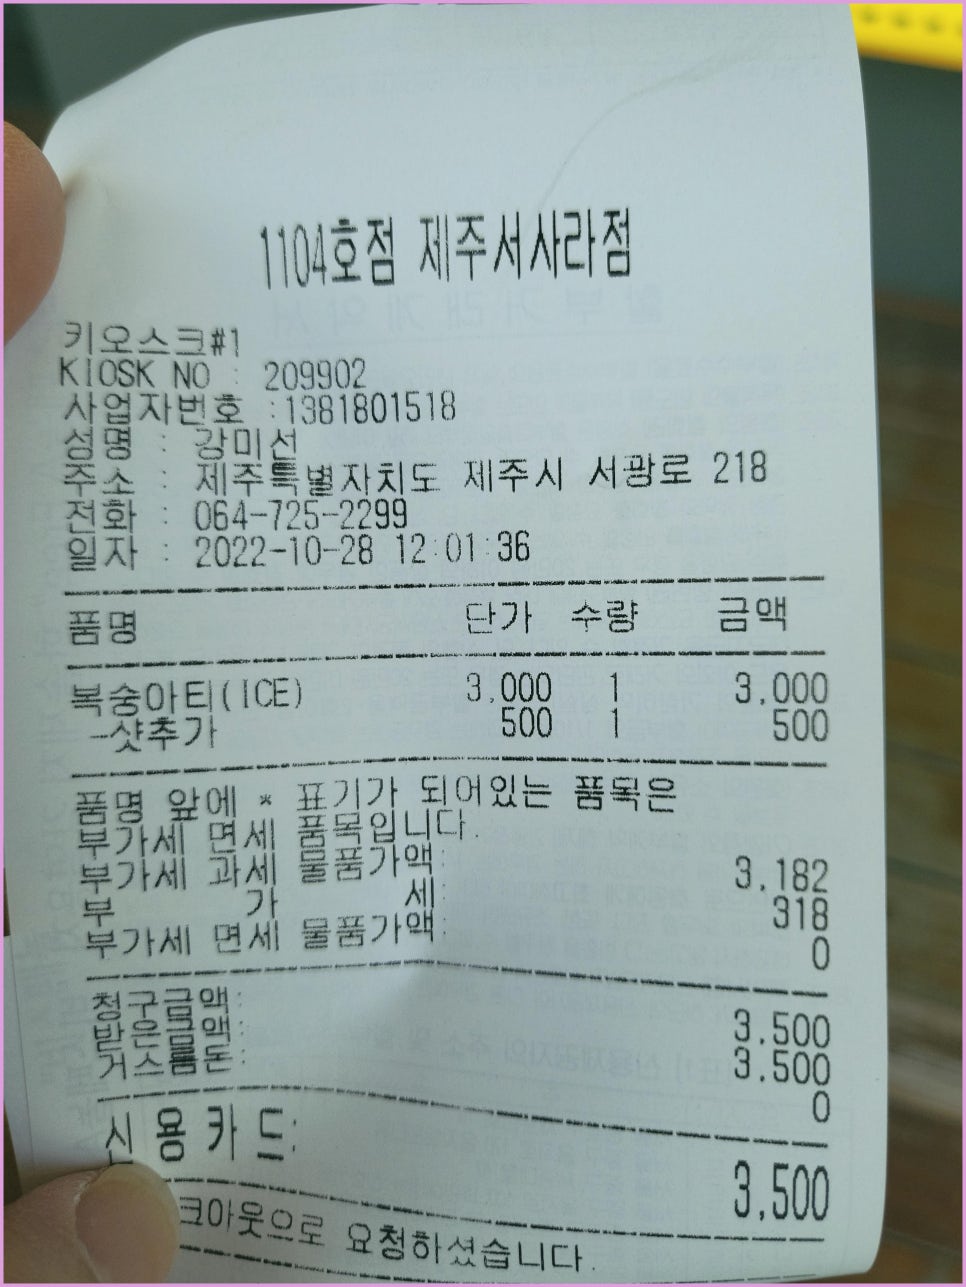 1104호점 제주서사라점
키오스크#1
KIOSK NO : 209902
사업자번호 :1381801518
성명 : 강미선
주소 : 제주특별자치도 제주시 서광로 218
전화 : 064-725-2299
일자 : 2022-10-28 12:01:36
품명 단가 수량 금액
복숭아티(ICE) 3,000 1 3,000
-샷추가 500 1 500
품명 앞에 * 표기가 되어있는 품목은
부가세 면세 품목입니다.
부가세 과세 물품가액: 3,182
부 가 세: 318
부가세 면세 물품가액: 0
청구금액: 3,500
받은금액: 3,500
거스름돈: 0
신용카드: 3,500
크아웃으로 요청하셨습니다.